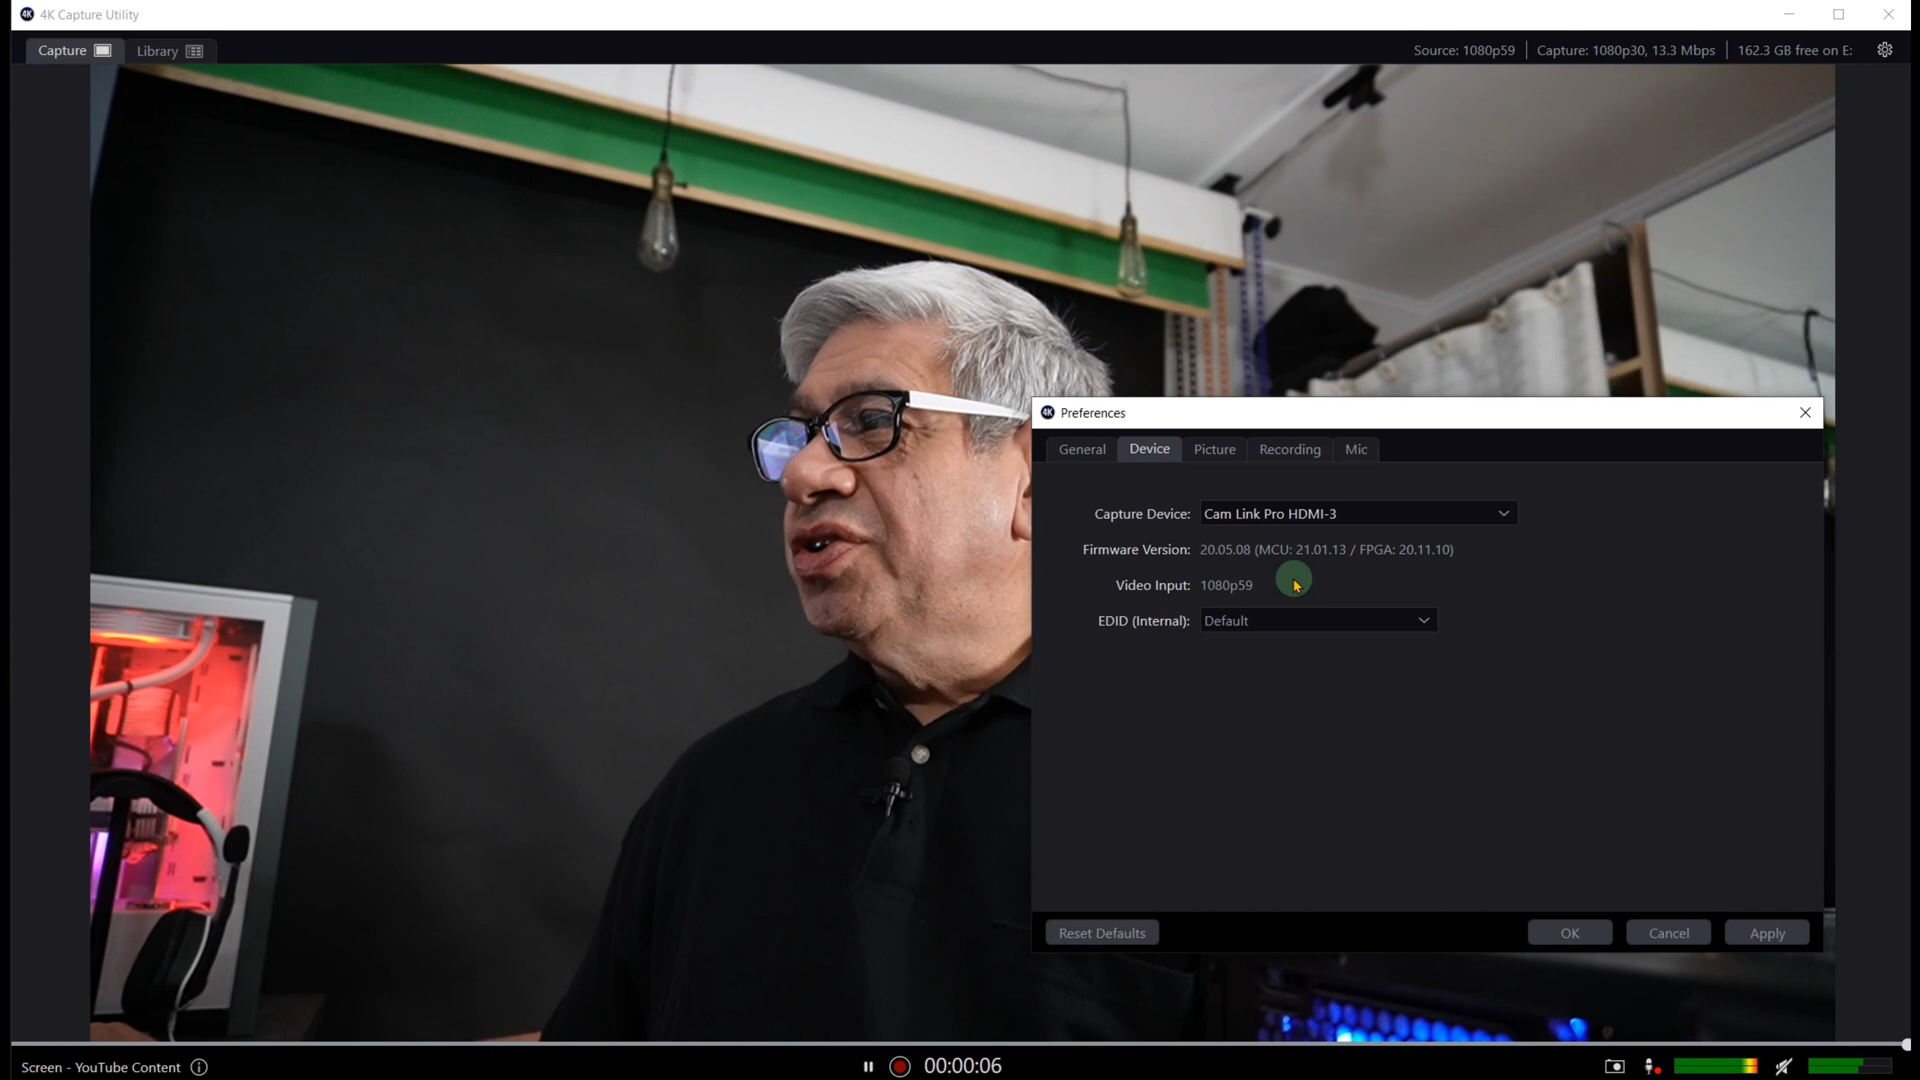 4K 4K Capture Utility
Capture Library Source: 1080p59 Capture: 1080p30, 13.3 Mbps 162.3 GB free on E:
4K Preferences
General Device Picture Recording Mic
Capture Device: Cam Link Pro HDMI-3
Firmware Version: 20.05.08 (MCU: 21.01.13 / FPGA: 20.11.10)
Video Input: 1080p59
EDID (Internal): Default
Reset Defaults OK Cancel Apply
Screen - YouTube Content 00:00:06